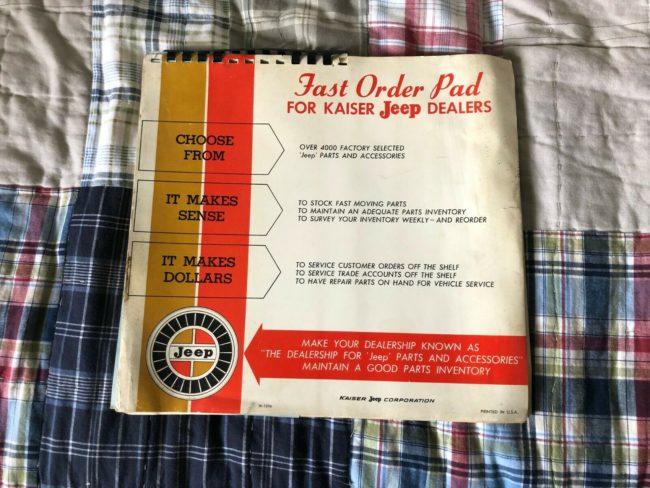 Fast Order Pad
FOR KAISER Jeep DEALERS
CHOOSE
FROM
OVER 4000 FACTORY SELECTED
'Jeep' PARTS AND ACCESSORIES
IT MAKES
SENSE
TO STOCK FAST MOVING PARTS
TO MAINTAIN AN ADEQUATE PARTS INVENTORY
TO SURVEY YOUR INVENTORY WEEKLY—AND REORDER
IT MAKES
DOLLARS
TO SERVICE CUSTOMER ORDERS OFF THE SHELF
TO SERVICE TRADE ACCOUNTS OFF THE SHELF
TO HAVE REPAIR PARTS ON HAND FOR VEHICLE SERVICE
Jeep
MAKE YOUR DEALERSHIP KNOWN AS
"THE DEALERSHIP FOR 'Jeep' PARTS AND ACCESSORIES"
MAINTAIN A GOOD PARTS INVENTORY
KAISER Jeep CORPORATION
PRINTED IN U.S.A.